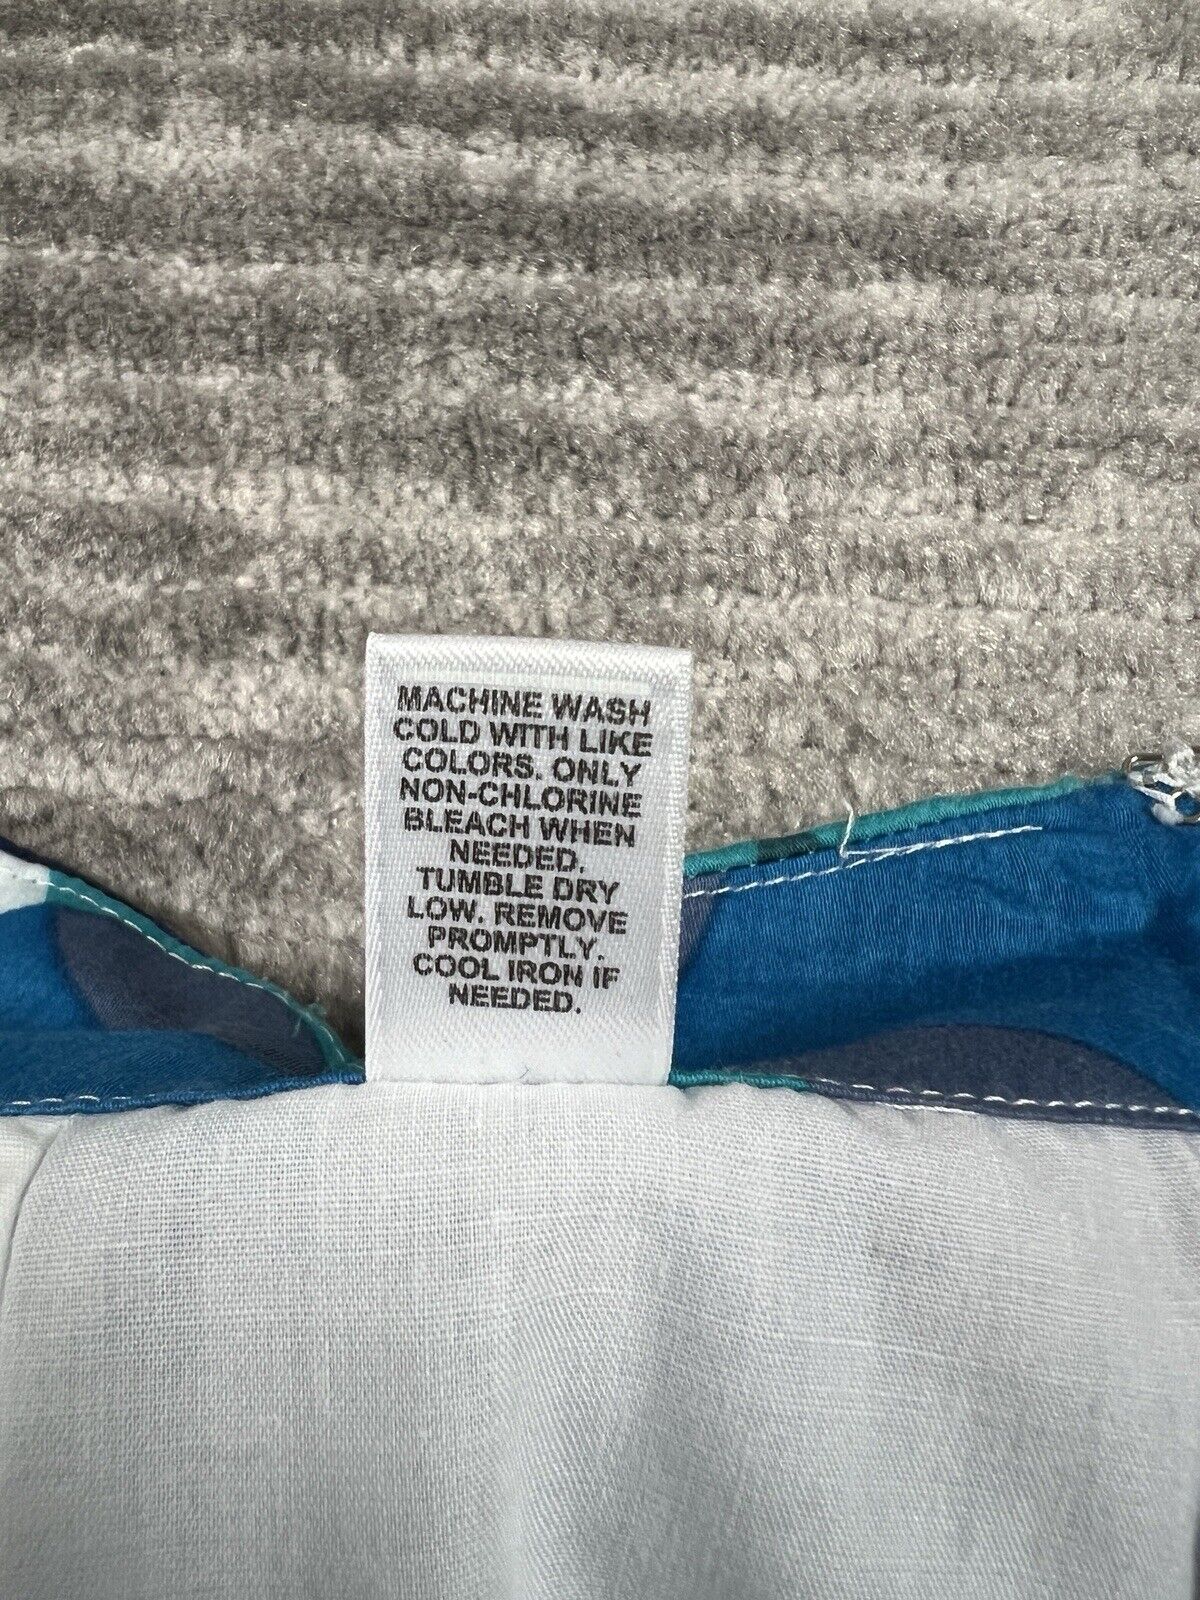 MACHINE WASH
COLD WITH LIKE
COLORS. ONLY
NON-CHLORINE
BLEACH WHEN
NEEDED.
TUMBLE DRY
LOW. REMOVE
PROMPTLY.
COOL IRON IF
NEEDED.